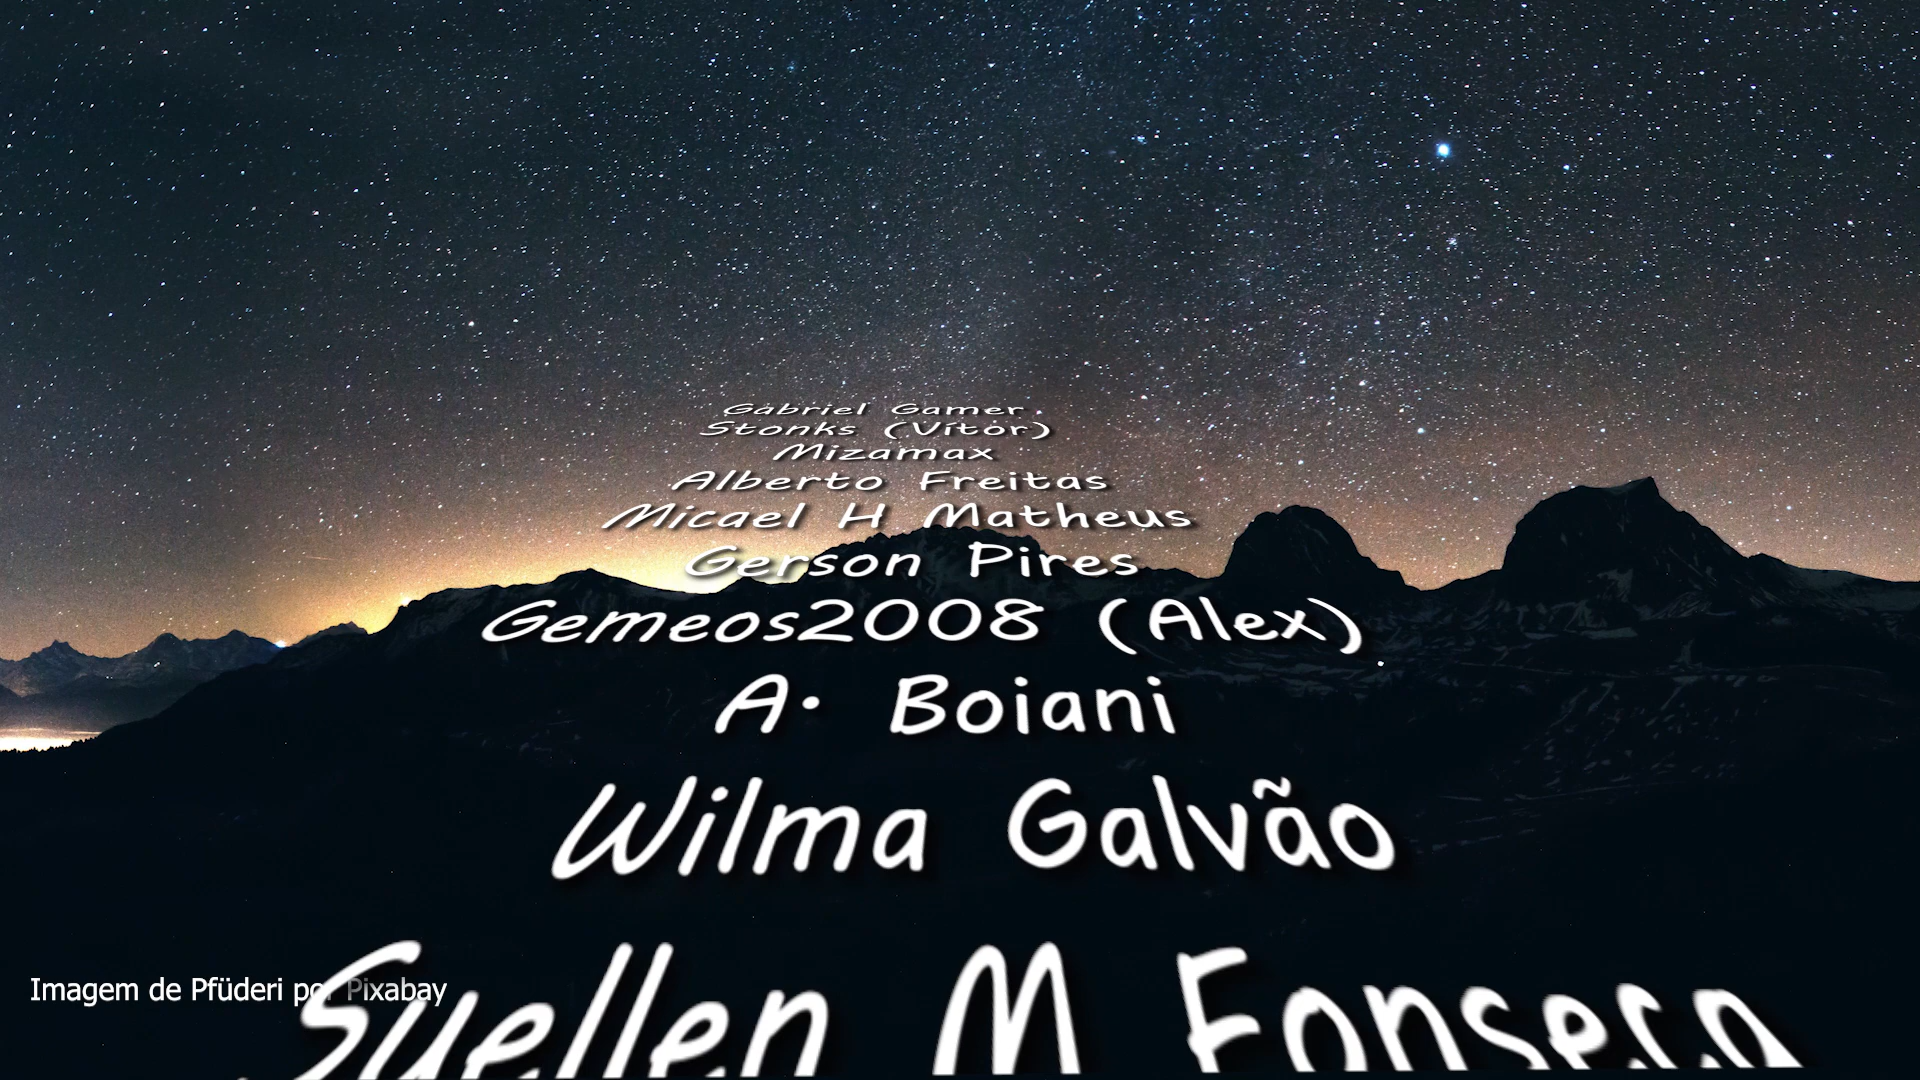 Gabriel Gamer
Stonks (Vítor)
Mizamax
Alberto Freitas
Micael H Matheus
Gerson Pires
Gemeos2008 (Alex)
A. Boiani
Wilma Galvão
Suellen M Fonseca
Imagem de Pfüderi por Pixabay